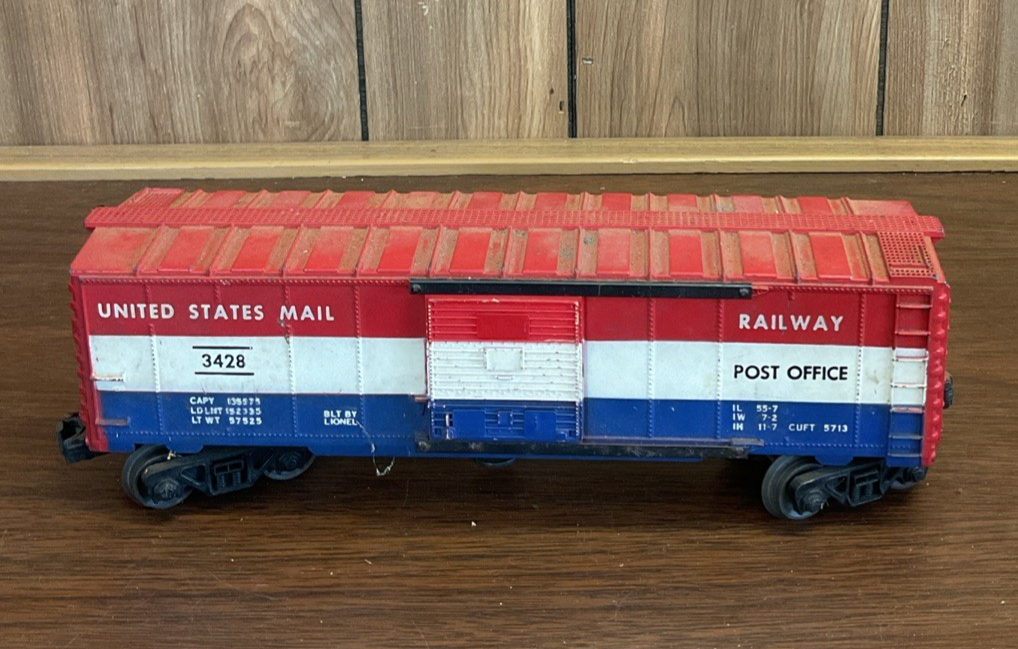 UNITED STATES MAIL
3428
CAPY 135575
LD LMT 152335
LT WT 57525
BLT BY
LIONEL
RAILWAY
POST OFFICE
IL 55-7
IW 7-2
IH 11-7 CUFT 5713